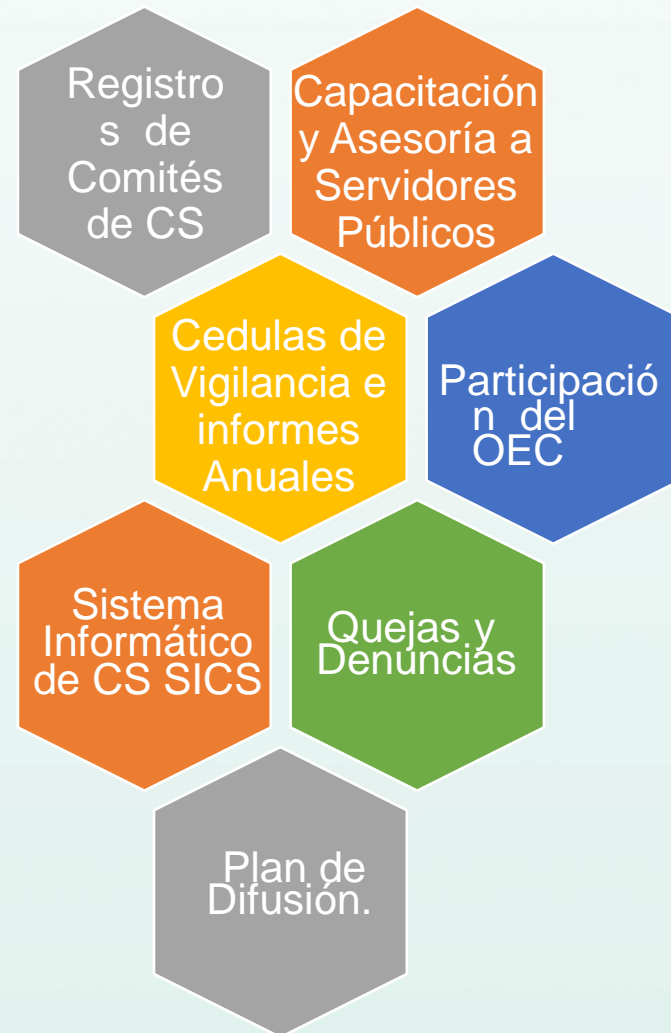 Registro
s de
Comités
de CS
Capacitación
y Asesoría a
Servidores
Públicos
Cedulas de
Vigilancia e
informes
Anuales
Participació
n del
OEC
Sistema
Informático
de CS SICS
Quejas y
Denuncias
Plan de
Difusión.